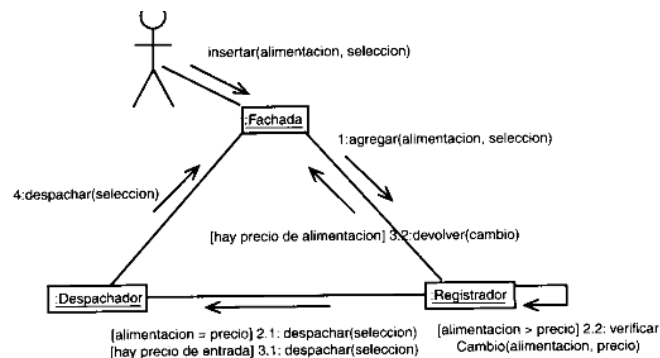 insertar(alimentacion, seleccion)
:Fachada
1:agregar(alimentacion, seleccion)
4:despachar(seleccion)
[hay precio de alimentacion] 3.2:devolver(cambio)
:Despachador
:Registrador
[alimentacion = precio] 2.1: despachar(seleccion)
[hay precio de entrada] 3.1: despachar(seleccion)
[alimentacion > precio] 2.2: verificar
Cambio(alimentacion, precio)